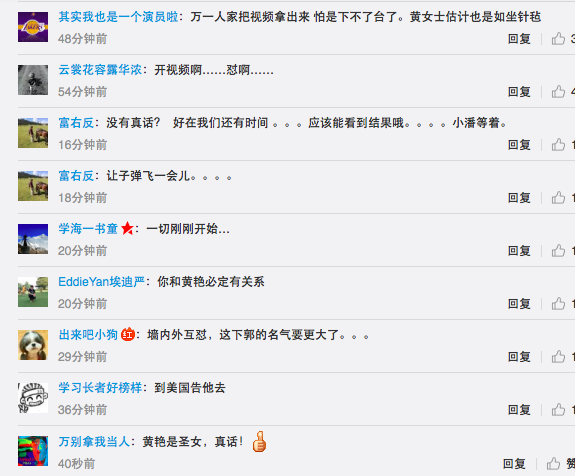 其实我也是一个演员啦：万一人家把视频拿出来 怕是下不了台了。黄女士估计也是如坐针毡
48分钟前 回复 3
云裳花容露华浓：开视频啊……怼啊……
54分钟前 回复 4
富右反：没有真话？ 好在我们还有时间 。。。应该能看到结果哦。。。。小潘等着。
16分钟前 回复 1
富右反：让子弹飞一会儿。。。。
18分钟前 回复 1
学海一书童：一切刚刚开始...
20分钟前 回复 1
EddieYan埃迪严：你和黄艳必定有关系
20分钟前 回复 1
出来吧小狗 红：墙内外互怼，这下郭的名气要更大了。。。
29分钟前 回复 1
学习长者好榜样：到美国告他去
36分钟前 回复 1
万别拿我当人：黄艳是圣女，真话！
40秒前 回复 赞